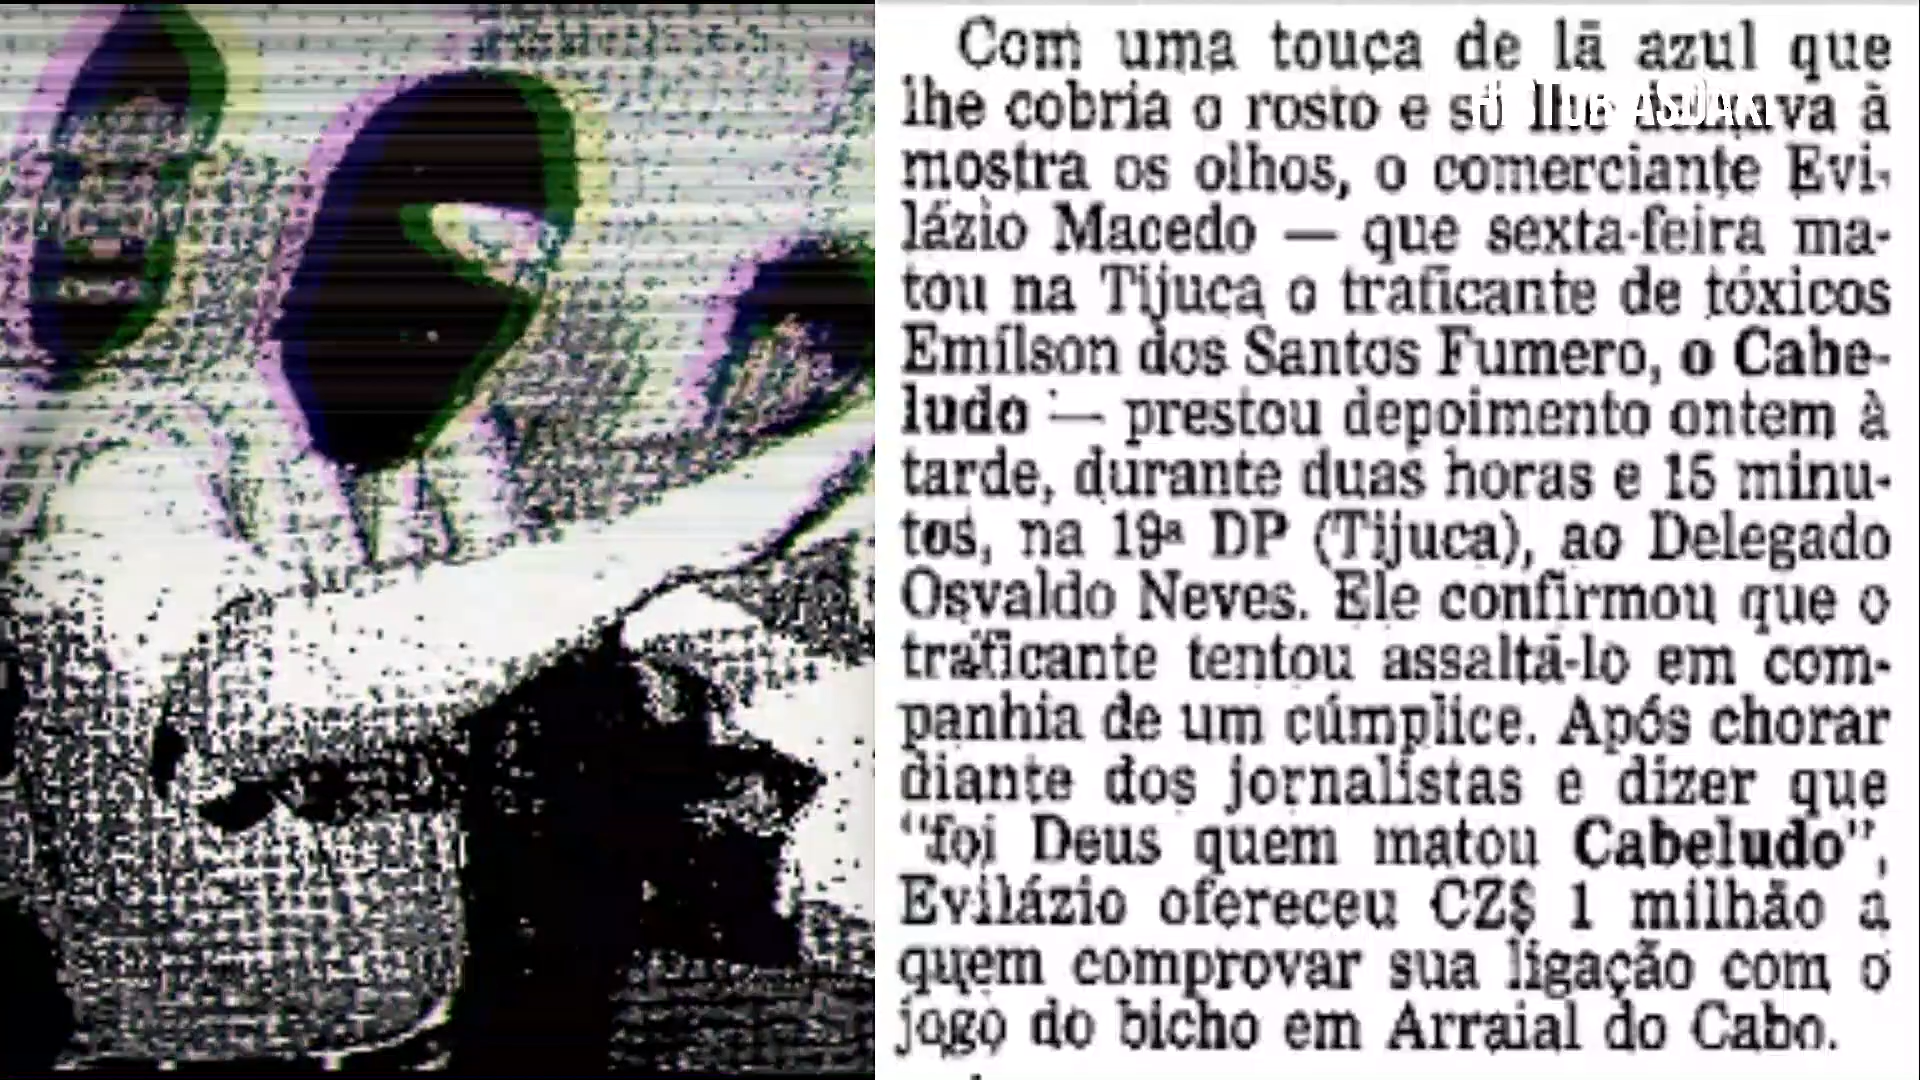 Com uma touca de lã azul que
lhe cobria o rosto e só lhe à
mostra os olhos, o comerciante Evi-
lázio Macedo — que sexta-feira ma-
tou na Tijuca o traficante de tóxicos
Emílson dos Santos Fumero, o Cabe-
ludo — prestou depoimento ontem à
tarde, durante duas horas e 15 minu-
tos, na 19ª DP (Tijuca), ao Delegado
Osvaldo Neves. Ele confirmou que o
traficante tentou assaltá-lo em com-
panhia de um cúmplice. Após chorar
diante dos jornalistas e dizer que
“foi Deus quem matou Cabeludo”,
Evilázio ofereceu CZ$ 1 milhão a
quem comprovar sua ligação com o
jogo do bicho em Arraial do Cabo.